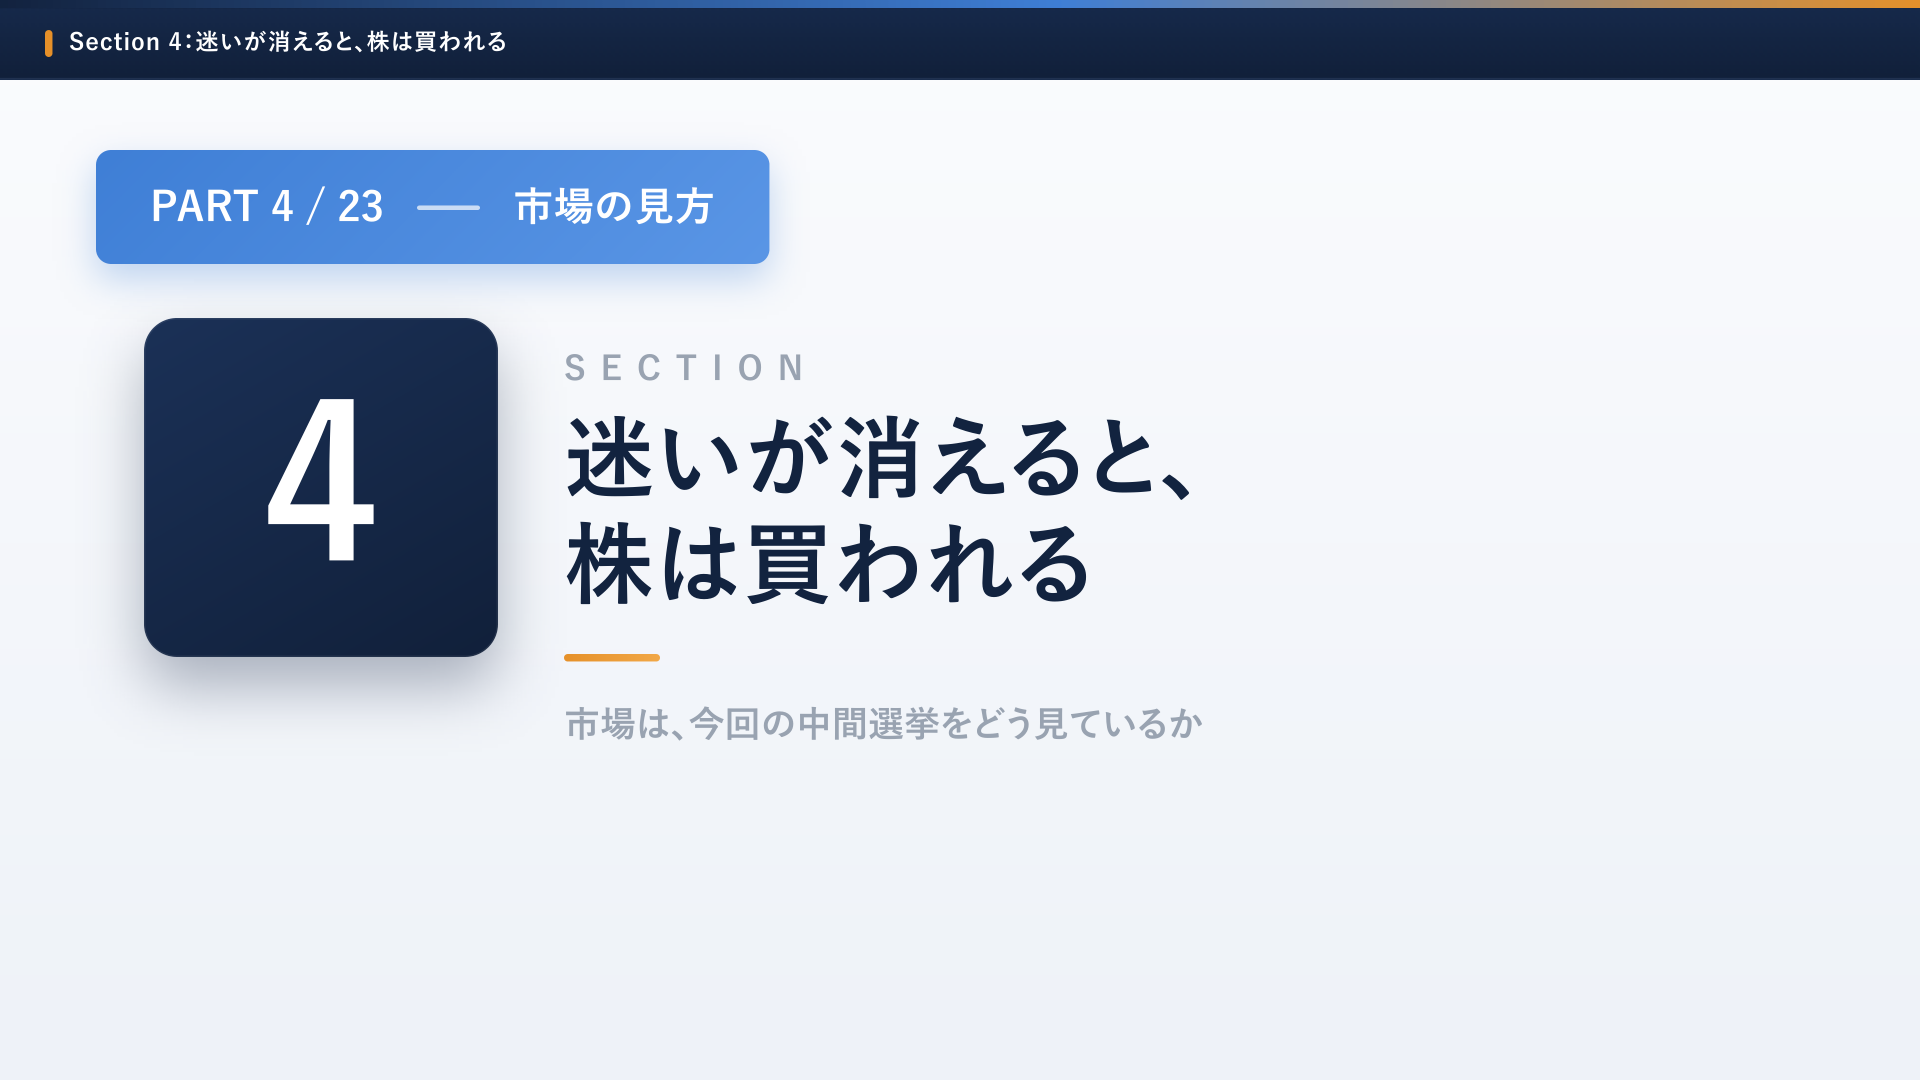 Section 4：迷いが消えると、株は買われる
PART 4 / 23 — 市場の見方
4
SECTION
迷いが消えると、
株は買われる
市場は、今回の中間選挙をどう見ているか